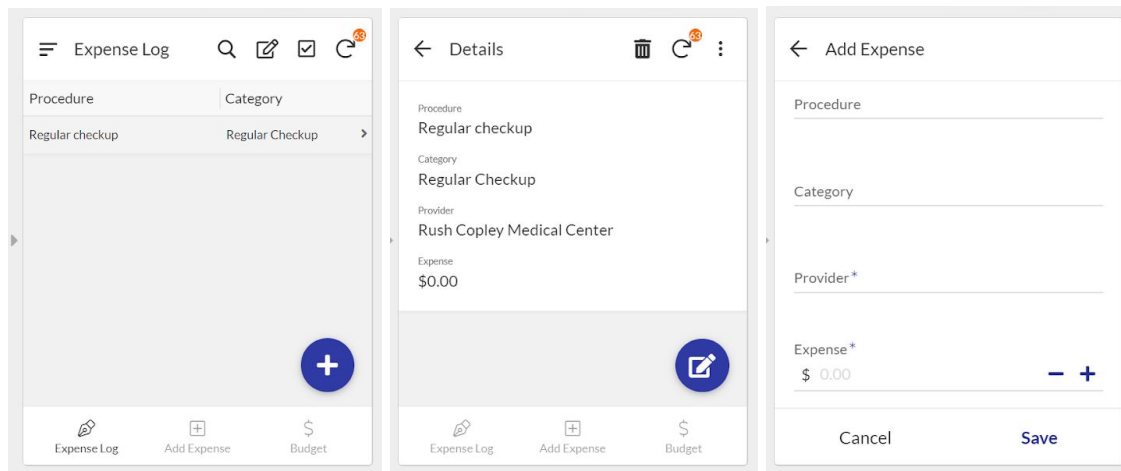 Expense Log
63
Procedure Category
Regular checkup Regular Checkup
Expense Log Add Expense $ Budget
Details
63
Procedure
Regular checkup
Category
Regular Checkup
Provider
Rush Copley Medical Center
Expense
$0.00
Expense Log Add Expense $ Budget
Add Expense
Procedure
Category
Provider*
Expense*
$ 0.00
Cancel Save